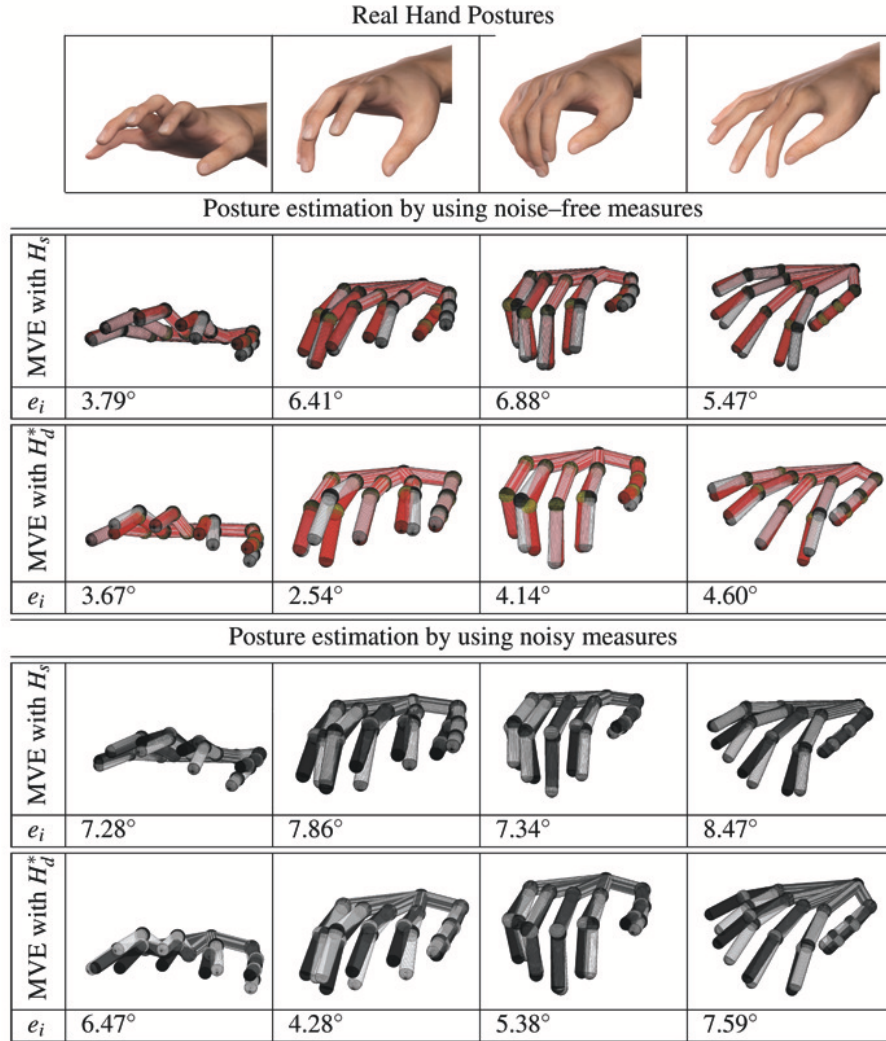 Real Hand Postures
Posture estimation by using noise–free measures
MVE with H_s
e_i 3.79° 6.41° 6.88° 5.47°
MVE with H_d^*
e_i 3.67° 2.54° 4.14° 4.60°
Posture estimation by using noisy measures
MVE with H_s
e_i 7.28° 7.86° 7.34° 8.47°
MVE with H_d^*
e_i 6.47° 4.28° 5.38° 7.59°